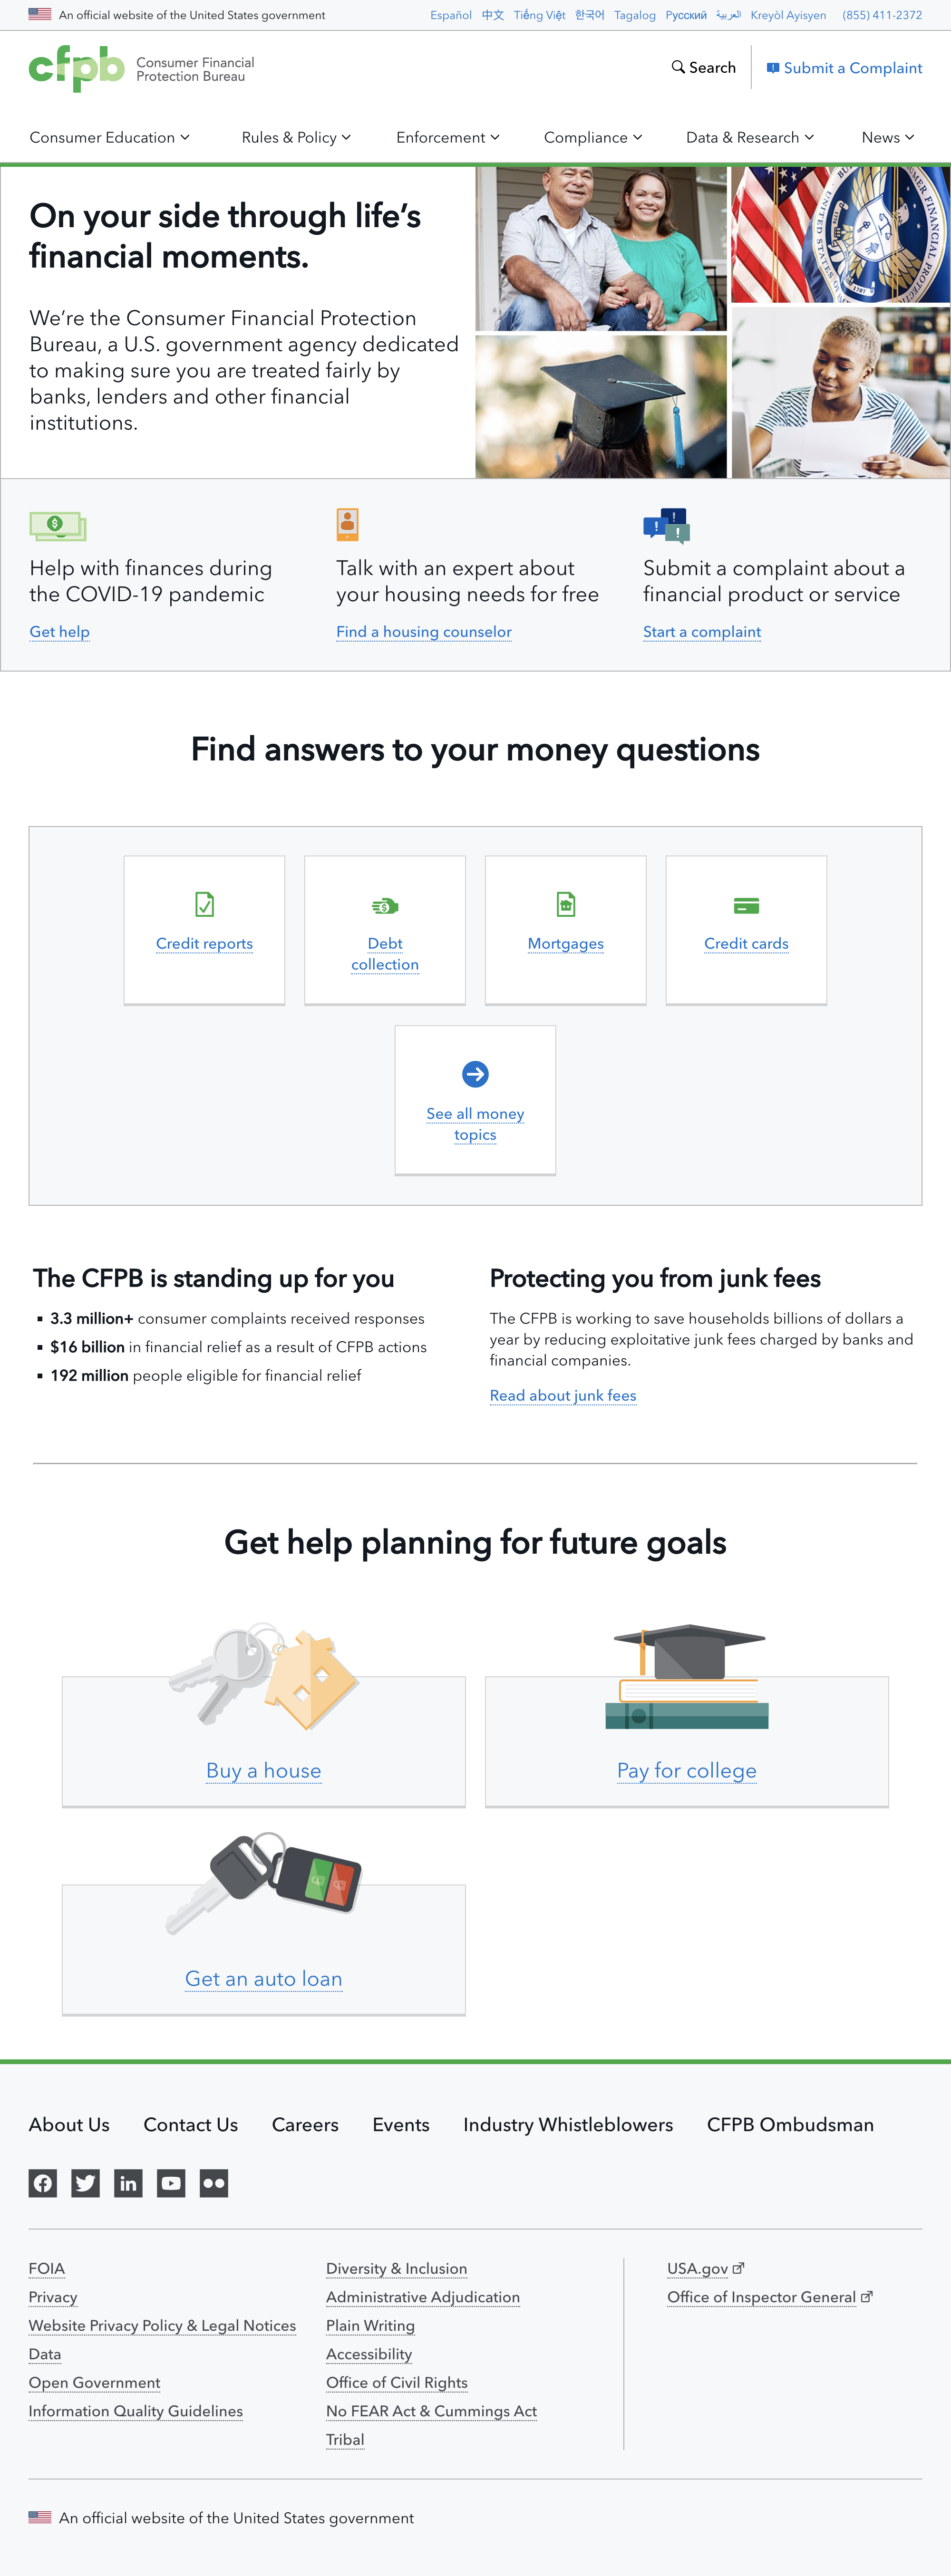 An official website of the United States government
Español 中文 Tiếng Việt 한국어 Tagalog Pусский العربية Kreyòl Ayisyen (855) 411-2372
cfpb Consumer Financial
Protection Bureau
Search
Submit a Complaint
Consumer Education Rules & Policy Enforcement Compliance Data & Research News
On your side through life’s
financial moments.
We’re the Consumer Financial Protection
Bureau, a U.S. government agency dedicated
to making sure you are treated fairly by
banks, lenders and other financial
institutions.
Help with finances during
the COVID-19 pandemic
Get help
Talk with an expert about
your housing needs for free
Find a housing counselor
Submit a complaint about a
financial product or service
Start a complaint
Find answers to your money questions
Credit reports
Debt
collection
Mortgages
Credit cards
See all money
topics
The CFPB is standing up for you
3.3 million+ consumer complaints received responses
$16 billion in financial relief as a result of CFPB actions
192 million people eligible for financial relief
Protecting you from junk fees
The CFPB is working to save households billions of dollars a
year by reducing exploitative junk fees charged by banks and
financial companies.
Read about junk fees
Get help planning for future goals
Buy a house
Pay for college
Get an auto loan
About Us Contact Us Careers Events Industry Whistleblowers CFPB Ombudsman
FOIA
Privacy
Website Privacy Policy & Legal Notices
Data
Open Government
Information Quality Guidelines
Diversity & Inclusion
Administrative Adjudication
Plain Writing
Accessibility
Office of Civil Rights
No FEAR Act & Cummings Act
Tribal
USA.gov
Office of Inspector General
An official website of the United States government